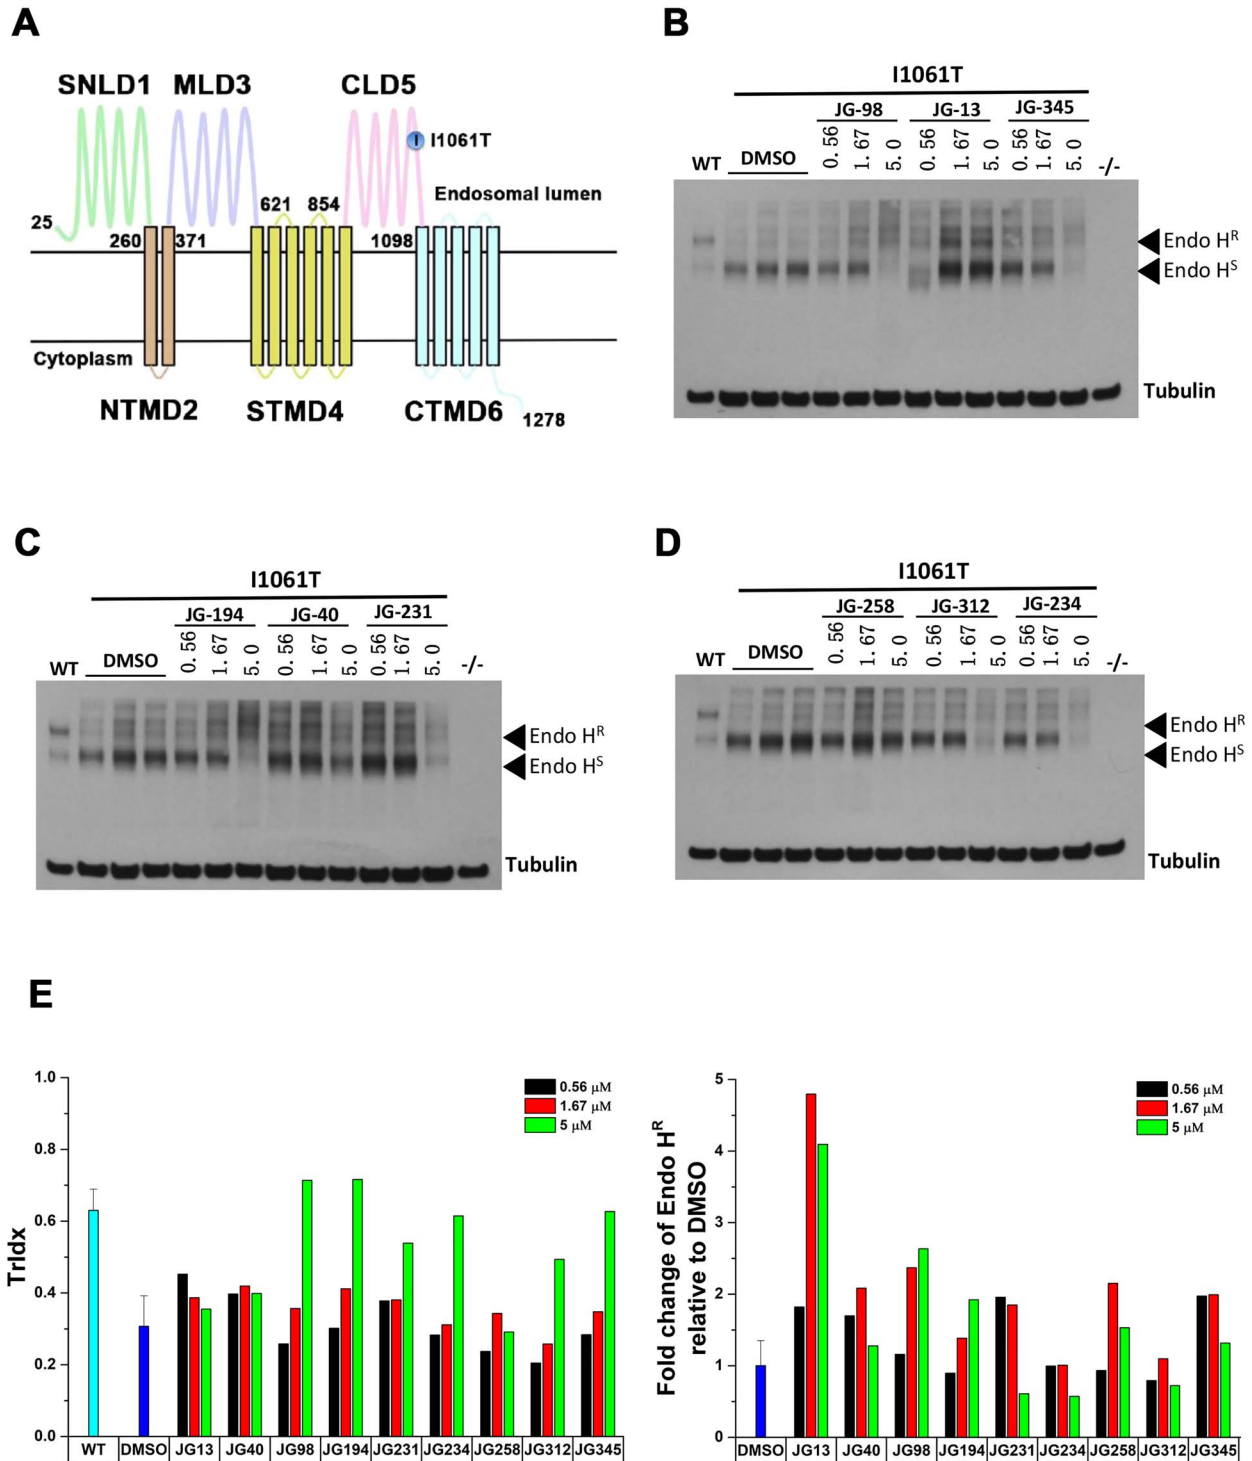 A
SNLD1 MLD3 CLD5
I I1061T
Endosomal lumen
621 854
25
260 371 1098
Cytoplasm
NTMD2 STMD4 CTMD6
1278
B
I1061T
JG-98 JG-13 JG-345
WT DMSO 0.56 1.67 5.0 0.56 1.67 5.0 0.56 1.67 5.0 -/-
Endo Hᴿ
Endo Hˢ
Tubulin
C
I1061T
JG-194 JG-40 JG-231
WT DMSO 0.56 1.67 5.0 0.56 1.67 5.0 0.56 1.67 5.0 -/-
Endo Hᴿ
Endo Hˢ
Tubulin
D
I1061T
JG-258 JG-312 JG-234
WT DMSO 0.56 1.67 5.0 0.56 1.67 5.0 0.56 1.67 5.0 -/-
Endo Hᴿ
Endo Hˢ
Tubulin
E
TrIdx
1.0
0.8
0.6
0.4
0.2
0.0
0.56 μM
1.67 μM
5 μM
WT DMSO JG13 JG40 JG98 JG194 JG231 JG234 JG258 JG312 JG345
Fold change of Endo Hᴿ
relative to DMSO
5
4
3
2
1
0
0.56 μM
1.67 μM
5 μM
DMSO JG13 JG40 JG98 JG194 JG231 JG234 JG258 JG312 JG345